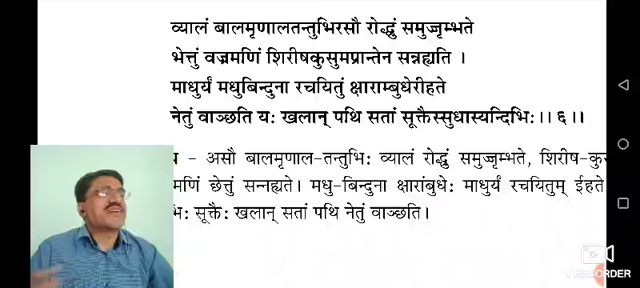 व्यालं बालमृणालतन्तुभिरसौ रोद्धुं समुज्जृम्भते
भेत्तुं वज्रमणिं शिरीषकुसुमप्रान्तेन सन्नह्यति ।
माधुर्यं मधुबिन्दुना रचयितुं क्षाराम्बुधेरीहते
नेतुं वाञ्छति यः खलान् पथि सतां सूक्तैस्सुधास्यन्दिभिः।। ६ ।।
- असौ बालमृणाल-तन्तुभिः व्यालं रोद्धुं समुज्जृम्भते, शिरीष-कुसु
मणिं छेत्तुं सन्नह्यते। मधु-बिन्दुना क्षारांबुधेः माधुर्यं रचयितुम् ईहते
भिः सूक्तैः खलान् सतां पथि नेतुं वाञ्छति।
V RECORDER